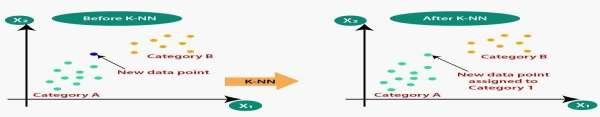 Before K-NN
X₂
Category B
New data point
Category A
X₁
K-NN
After K-NN
X₂
Category B
New data point
assigned to
Category 1
Category A
X₁